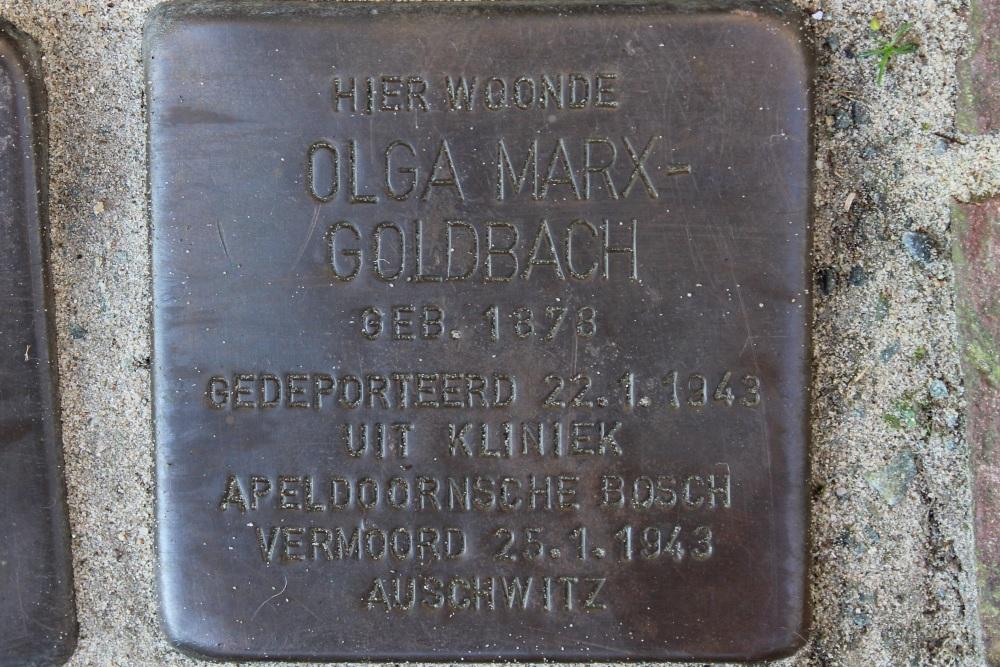 HIER WOONDE
OLGA MARX-
GOLDBACH
GEB. 1878
GEDEPORTEERD 22.1.1943
UIT KLINIEK
APELDOORNSCHE BOSCH
VERMOORD 25.1.1943
AUSCHWITZ